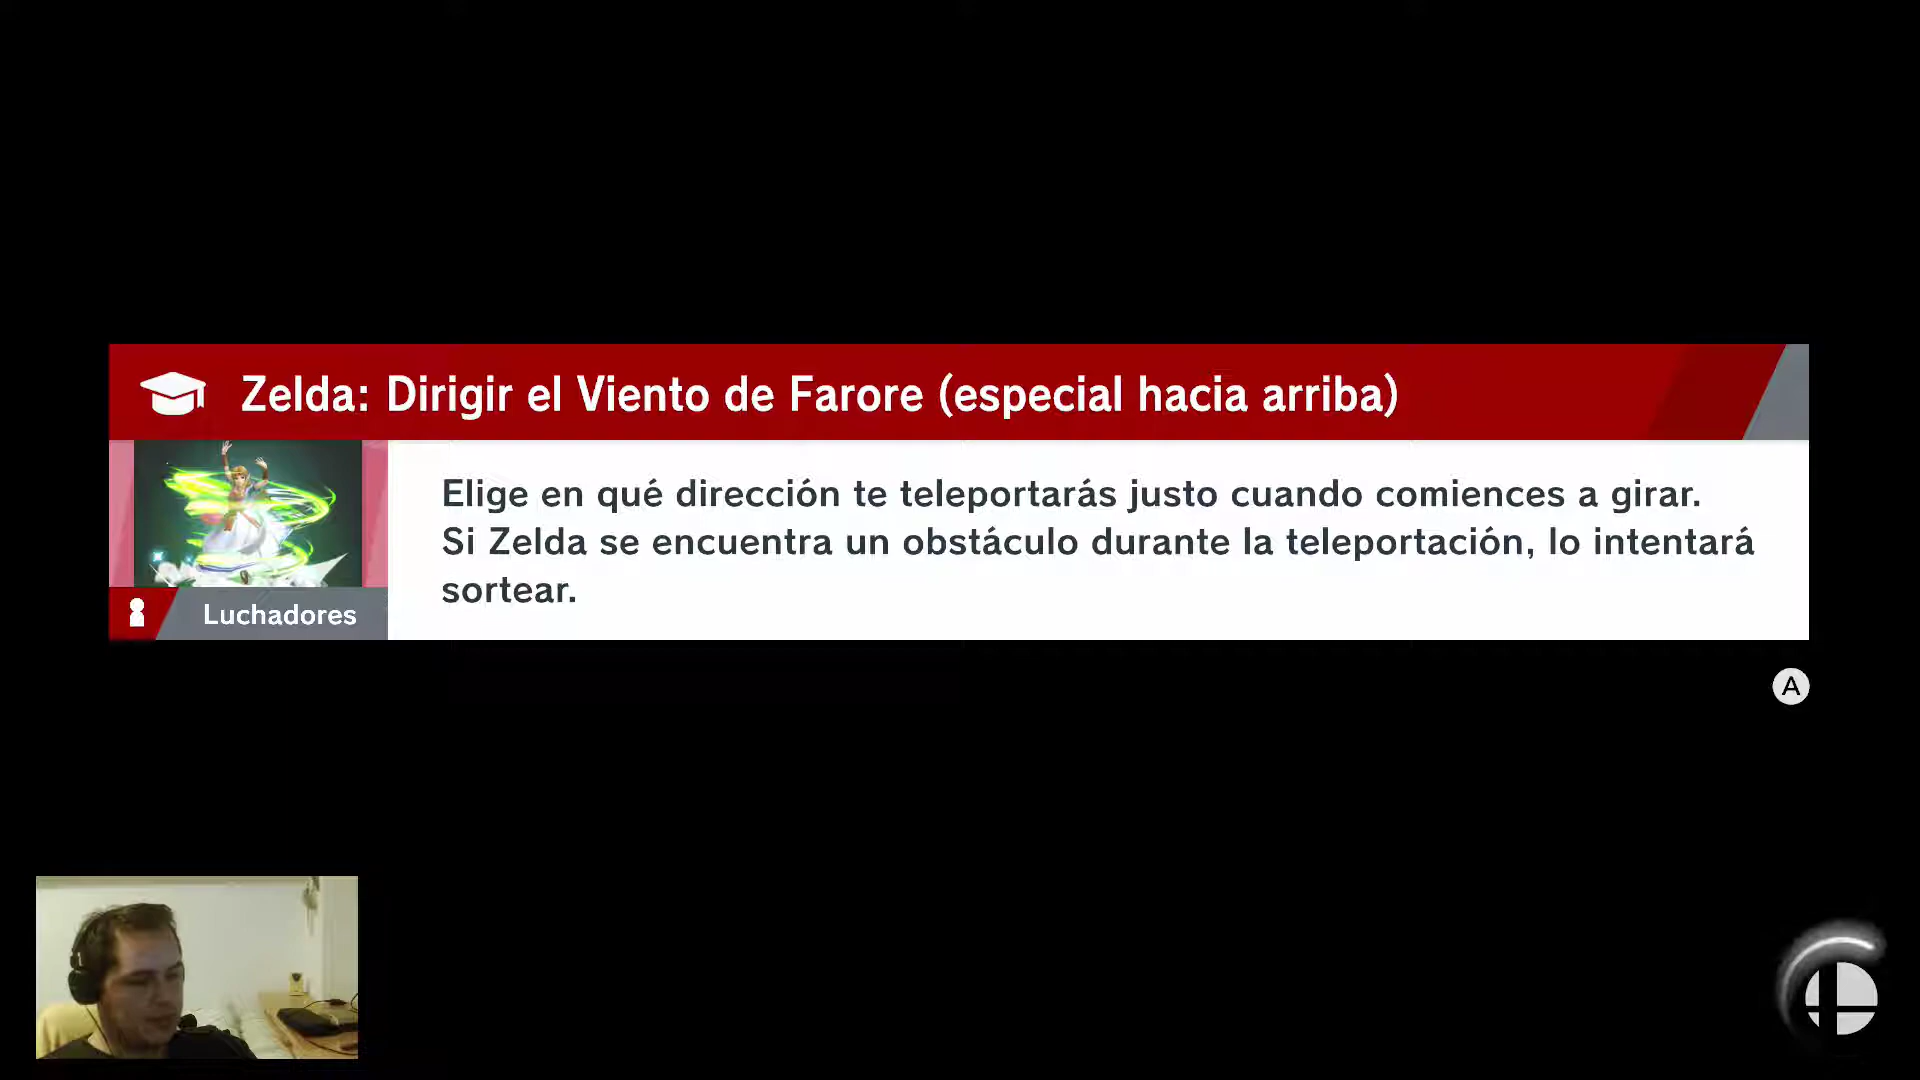 Zelda: Dirigir el Viento de Farore (especial hacia arriba)
Elige en qué dirección te teleportarás justo cuando comiences a girar.
Si Zelda se encuentra un obstáculo durante la teleportación, lo intentará
sortear.
Luchadores
A